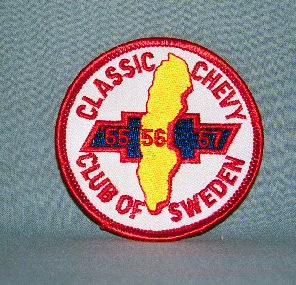 CLASSIC CHEVY
55 56 57
CLUB OF SWEDEN